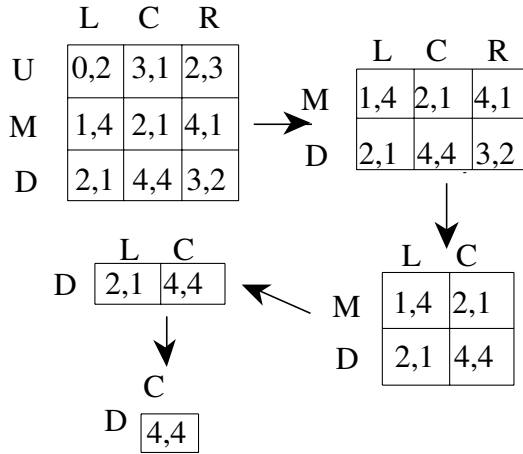 L C R
U 0,2 3,1 2,3
M 1,4 2,1 4,1
D 2,1 4,4 3,2
L C R
M 1,4 2,1 4,1
D 2,1 4,4 3,2
L C
M 1,4 2,1
D 2,1 4,4
L C
D 2,1 4,4
C
D 4,4